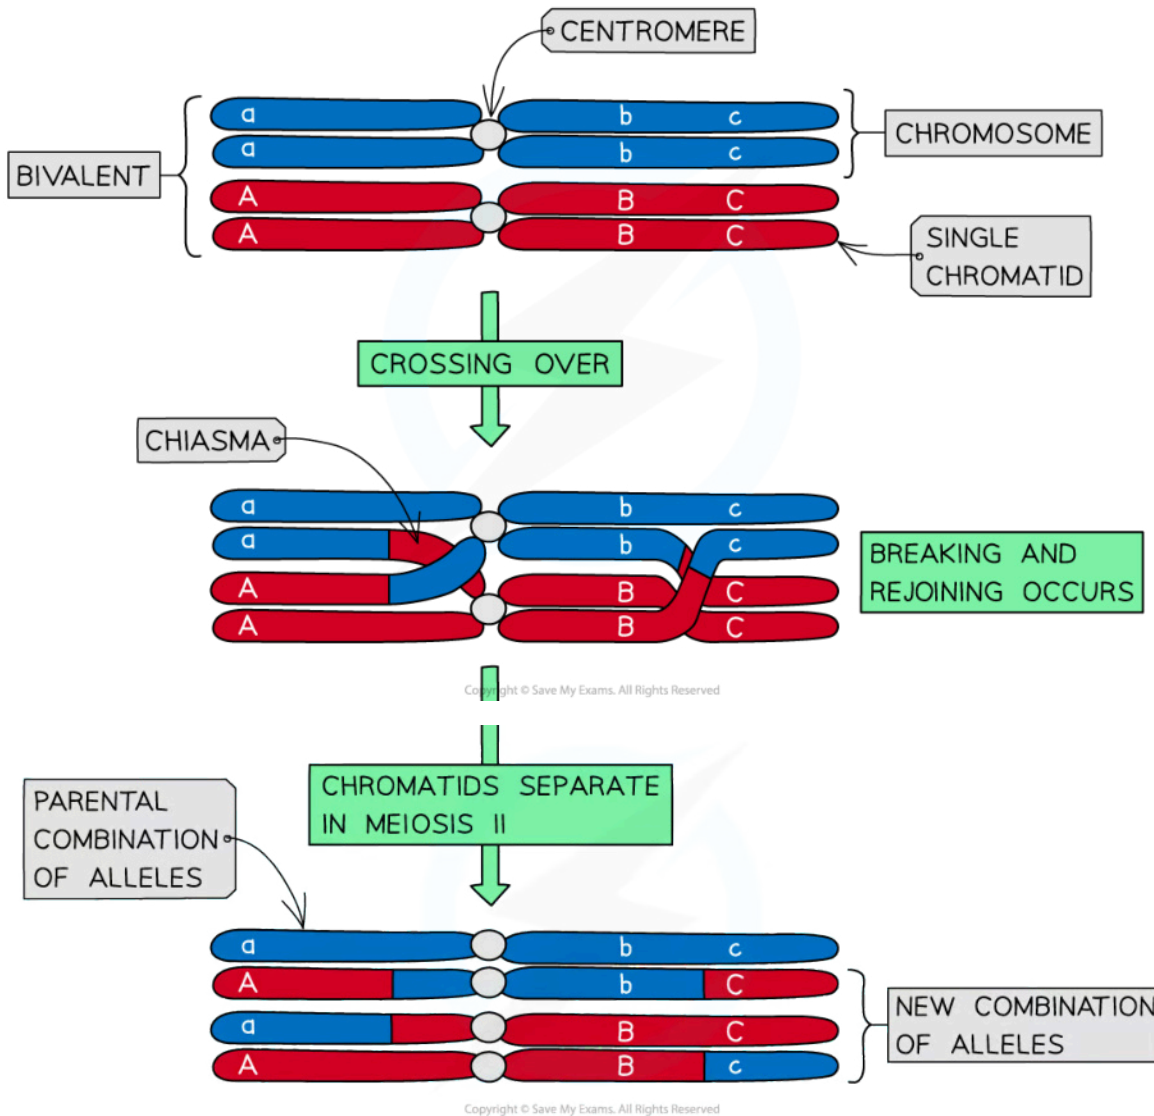 CENTROMERE
a b c
CHROMOSOME
a b c
BIVALENT
A B C
A B C
SINGLE
CHROMATID
CROSSING OVER
CHIASMA
a b c
a b c
BREAKING AND
REJOINING OCCURS
A B C
A B C
Copyright © Save My Exams. All Rights Reserved
CHROMATIDS SEPARATE
IN MEIOSIS II
PARENTAL
COMBINATION
OF ALLELES
a b c
A b C
NEW COMBINATION
OF ALLELES
a B C
A B c
Copyright © Save My Exams. All Rights Reserved